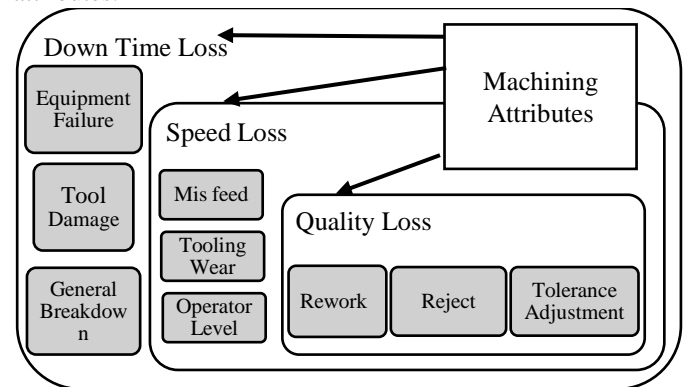 Down Time Loss
Machining
Attributes
Equipment
Failure
Speed Loss
Tool
Damage
Mis feed
Quality Loss
Tooling
Wear
General
Breakdow
n
Operator
Level
Rework
Reject
Tolerance
Adjustment